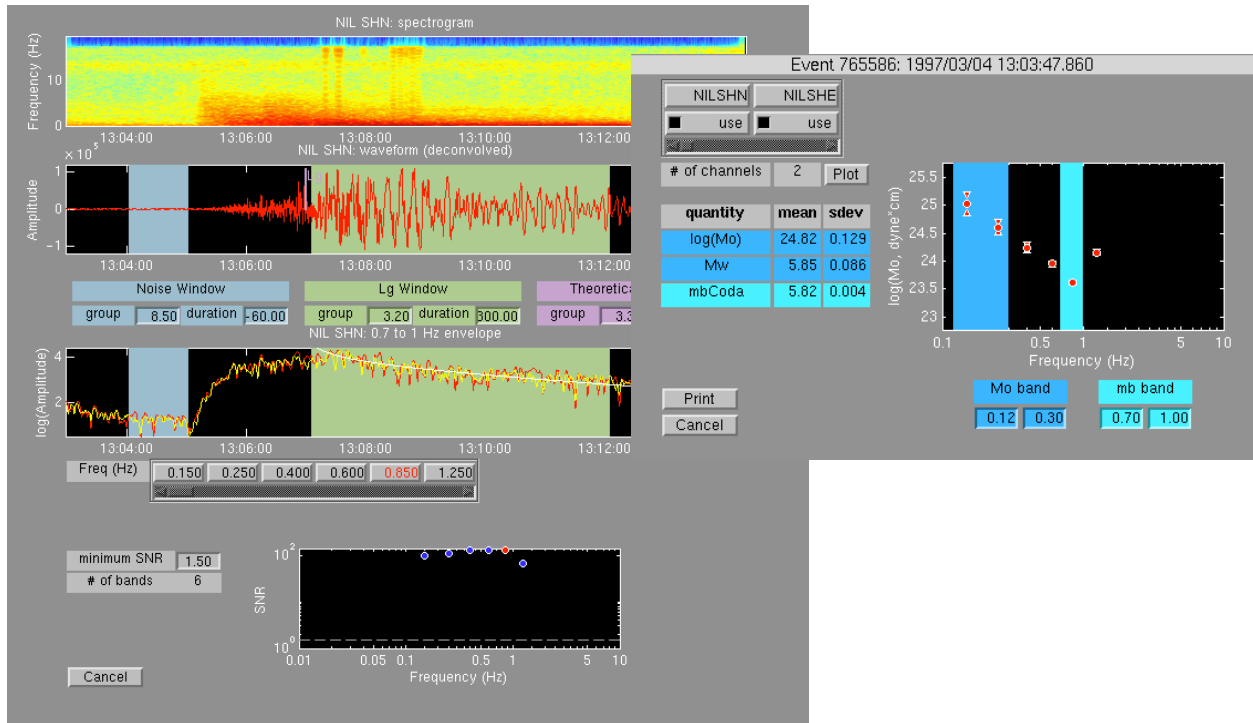 NIL SHN: spectrogram
Frequency (Hz)
10
0
13:04:00 13:06:00 13:08:00 13:10:00 13:12:00
× 10^5
NIL SHN: waveform (deconvolved)
Amplitude
1
0
−1
13:04:00 13:06:00 13:08:00 13:10:00 13:12:00
Noise Window
group 8.50 duration -60.00
Lg Window
group 3.20 duration 300.00
Theoretica
group 3.3
NIL SHN: 0.7 to 1 Hz envelope
log(Amplitude)
4
2
13:04:00 13:06:00 13:08:00 13:10:00 13:12:00
Freq (Hz) 0.150 0.250 0.400 0.600 0.850 1.250
minimum SNR 1.50
# of bands 6
SNR
10^2
10^0
0.01 0.05 0.1 0.5 1 5 10
Frequency (Hz)
Cancel
Event 765586: 1997/03/04 13:03:47.860
NILSHN NILSHE
use use
# of channels 2 Plot
quantity mean sdev
log(Mo) 24.82 0.129
Mw 5.85 0.086
mbCoda 5.82 0.004
Print
Cancel
log(Mo, dyne*cm)
25.5
25
24.5
24
23.5
23
0.1 0.5 1 5 10
Frequency (Hz)
Mo band
0.12 0.30
mb band
0.70 1.00